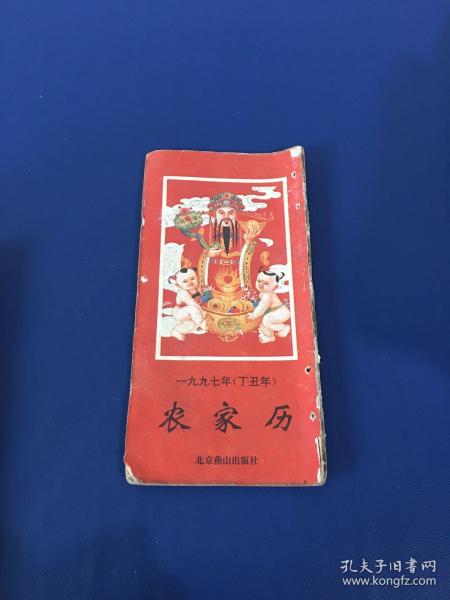 一九九七年(丁丑年)
农家历
北京燕山出版社
孔夫子旧书网
www.kongfz.com